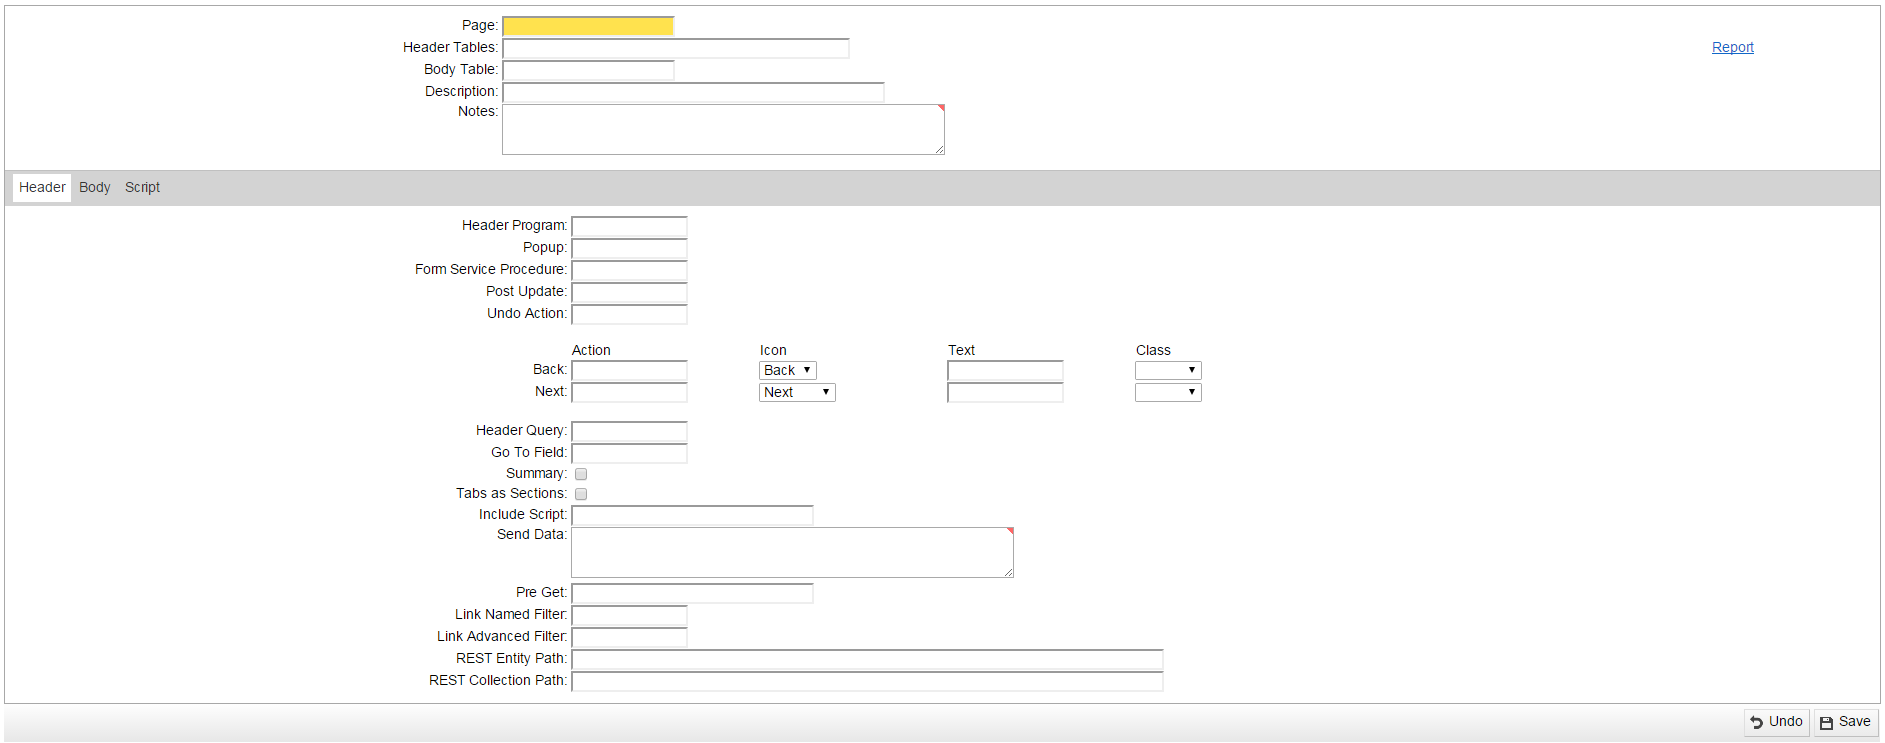 Page:
Header Tables:
Report
Body Table:
Description:
Notes:
Header Body Script
Header Program:
Popup:
Form Service Procedure:
Post Update:
Undo Action:
Action Icon Text Class
Back: Back
Next: Next
Header Query:
Go To Field:
Summary:
Tabs as Sections:
Include Script:
Send Data:
Pre Get:
Link Named Filter:
Link Advanced Filter:
REST Entity Path:
REST Collection Path:
Undo Save